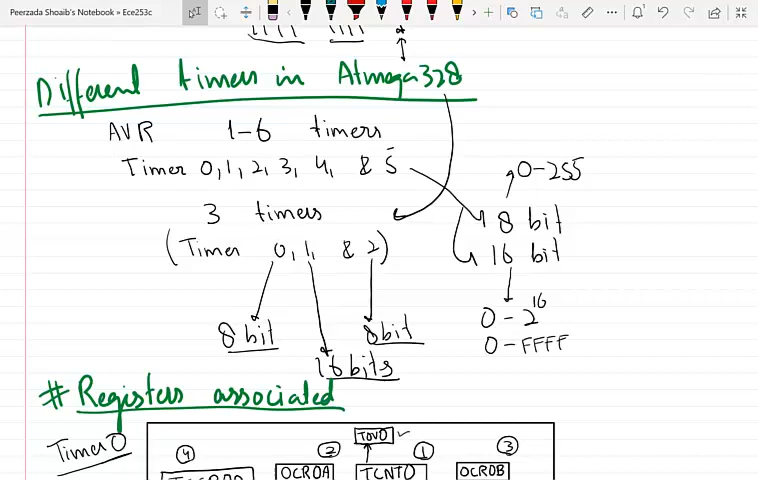 Peerzada Shoaib's Notebook » Ece253c
Different timers in Atmega328
AVR 1-6 timers
Timer 0, 1, 2, 3, 4, & 5
0-255
8 bit
16 bit
0-2^16
0-FFFF
3 timers
(Timer 0, 1, & 2)
8 bit
8bit
16 bits
# Registers associated
Timer0
TOV0 ✓
④ ② ① ③
OCR0A TCNT0 OCR0B